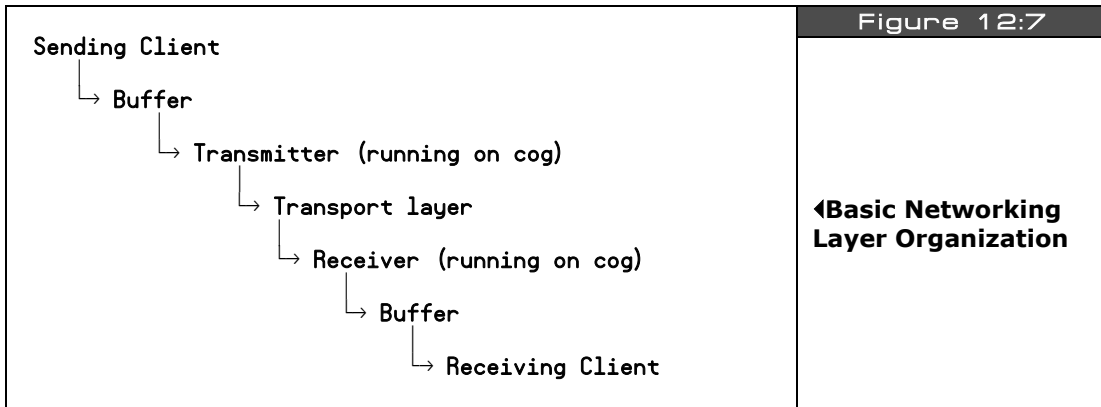 Figure 12:7
Sending Client
Buffer
Transmitter (running on cog)
Transport layer
Receiver (running on cog)
Buffer
Receiving Client
Basic Networking
Layer Organization